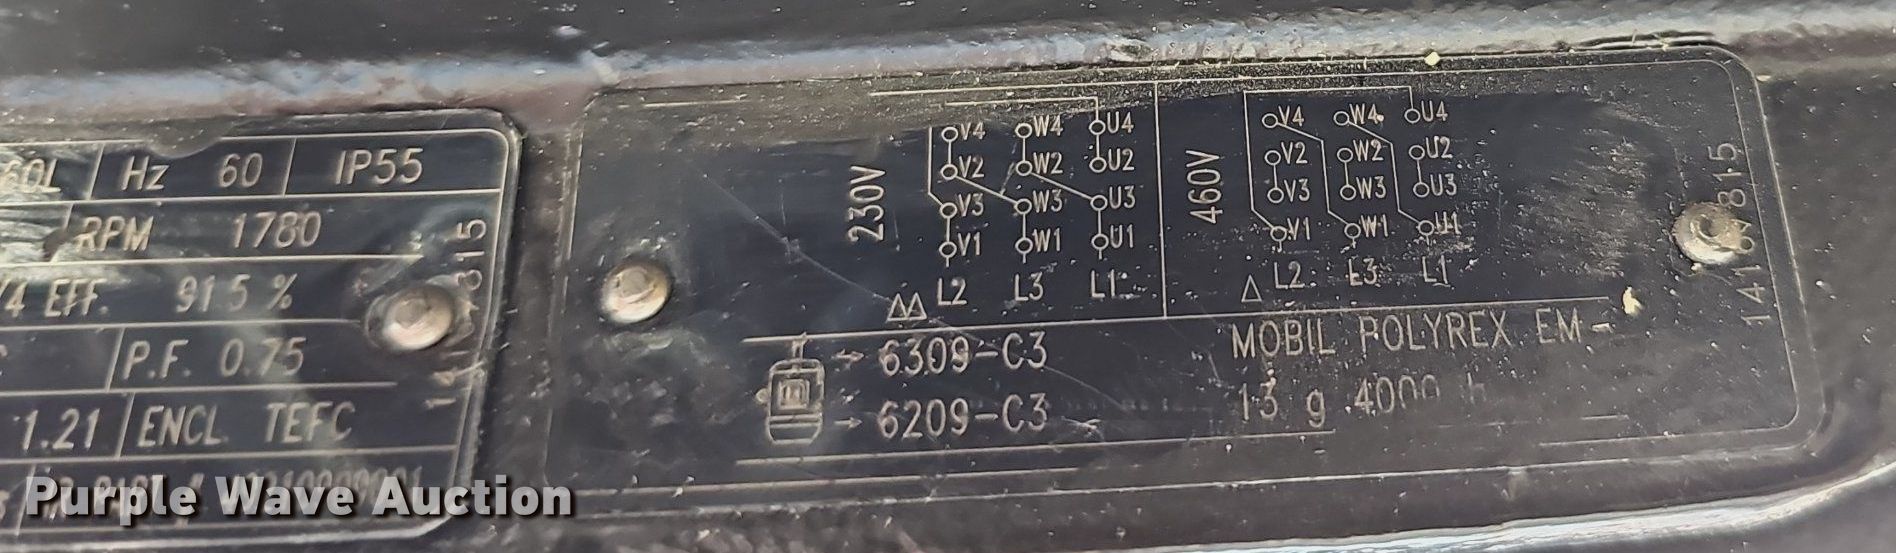 60L Hz 60 IP55
RPM 1780
/4 EFF. 91.5 %
P.F. 0.75
1.21 ENCL. TEFC
230V
V4 W4 U4
V2 W2 U2
V3 W3 U3
V1 W1 U1
ΔΔ L2 L3 L1
460V
V4 W4 U4
V2 W2 U2
V3 W3 U3
V1 W1 U1
Δ L2 L3 L1
6309-C3
6209-C3
MOBIL POLYREX EM
13 g 4000 h
Purple Wave Auction